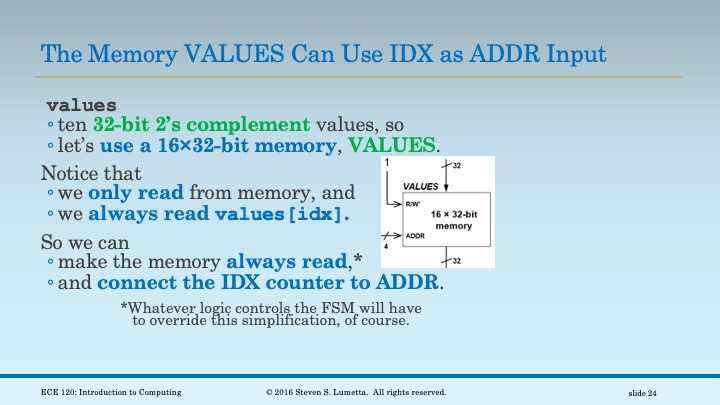 The Memory VALUES Can Use IDX as ADDR Input
values
◦ten 32-bit 2’s complement values, so
◦let’s use a 16×32-bit memory, VALUES.
Notice that
◦we only read from memory, and
◦we always read values[idx].
So we can
◦make the memory always read,*
◦and connect the IDX counter to ADDR.
*Whatever logic controls the FSM will have
to override this simplification, of course.
1
32
VALUES
R/W'
16 × 32-bit
memory
ADDR
4
32
ECE 120: Introduction to Computing
© 2016 Steven S. Lumetta. All rights reserved.
slide 24